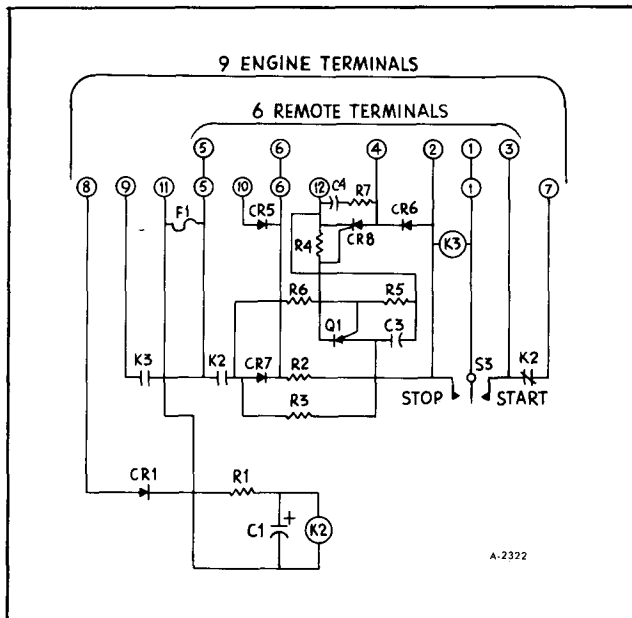 9 ENGINE TERMINALS
6 REMOTE TERMINALS
5 6 4 2 1 3
8 9 11 5 10 6 12 1 7
C4 R7
F1 CR5 CR8 CR6
R4 K3
R6 R5
Q1 C3
K3 K2 CR7 R2 S3 K2
STOP START
R3
CR1 R1
C1 + K2
A-2322